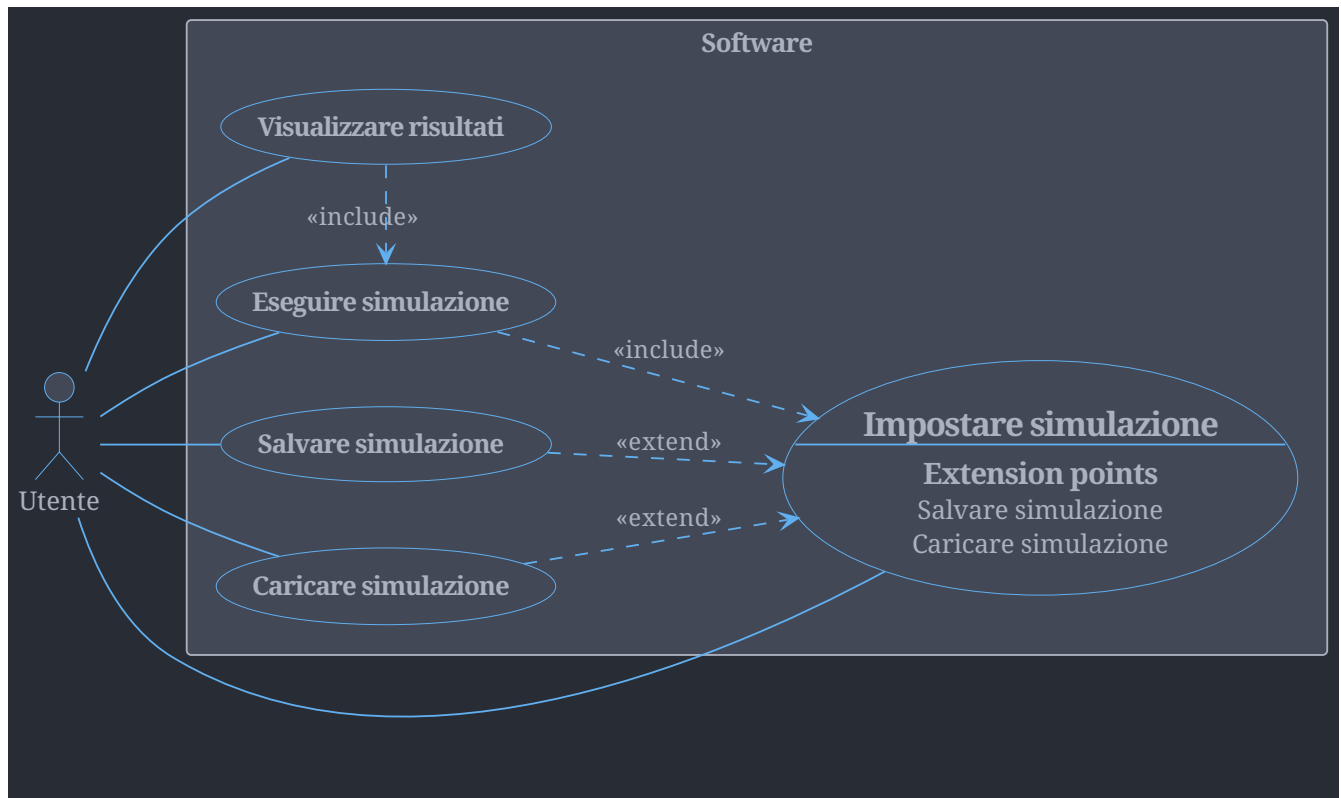 Software
Visualizzare risultati
«include»
Eseguire simulazione
«include»
Impostare simulazione
Salvare simulazione
«extend»
Extension points
Salvare simulazione
Caricare simulazione
Utente
«extend»
Caricare simulazione